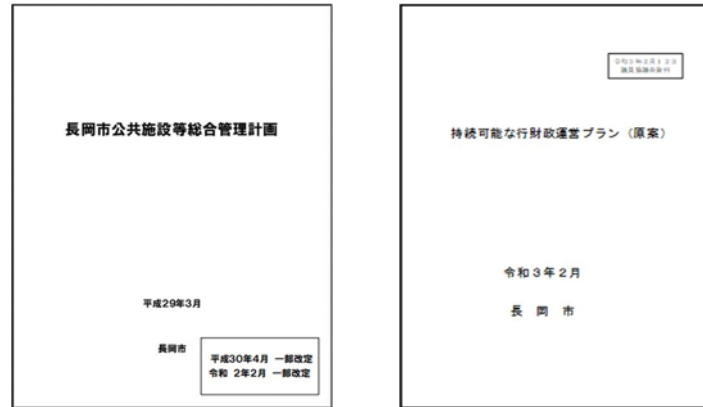 長岡市公共施設等総合管理計画
平成29年3月
長岡市
平成30年4月 一部改定
令和 2年2月 一部改定
持続可能な行財政運営プラン（原案）
令和３年２月
長 岡 市